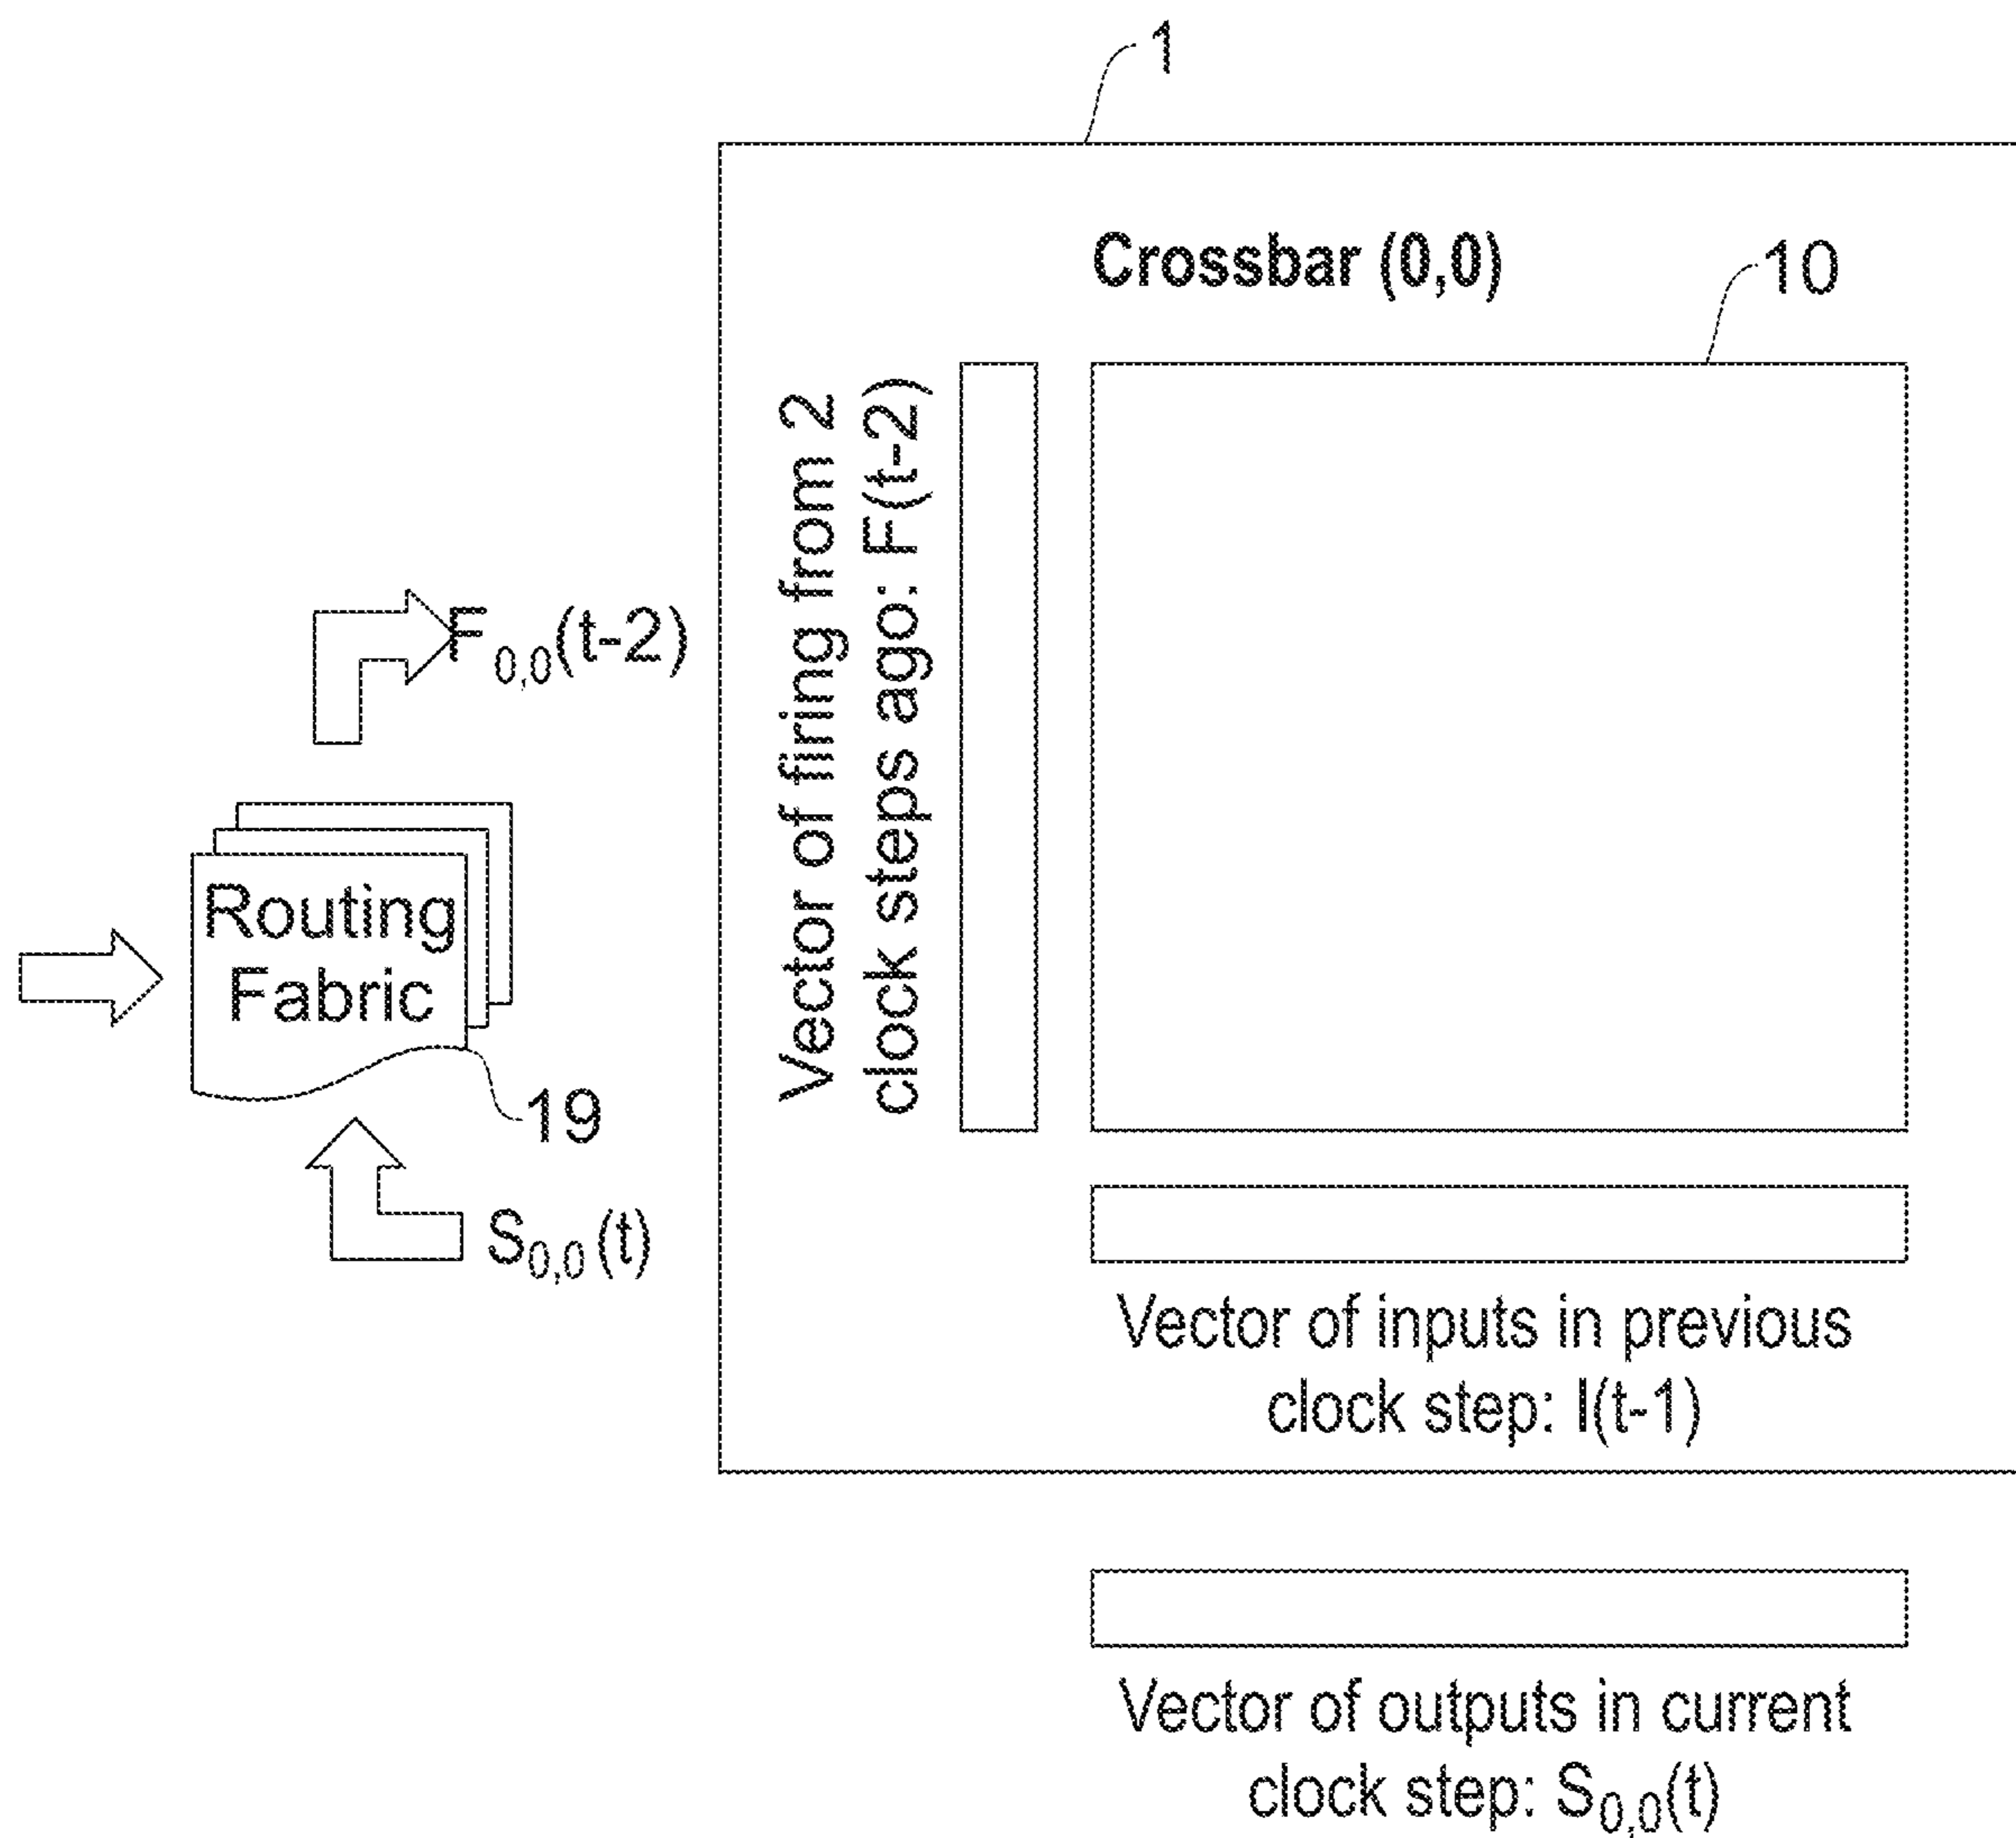 1
Crossbar (0,0)
10
Vector of firing from 2
clock steps ago: F(t-2)
F0,0(t-2)
Routing
Fabric
19
S0,0(t)
Vector of inputs in previous
clock step: I(t-1)
Vector of outputs in current
clock step: S0,0(t)